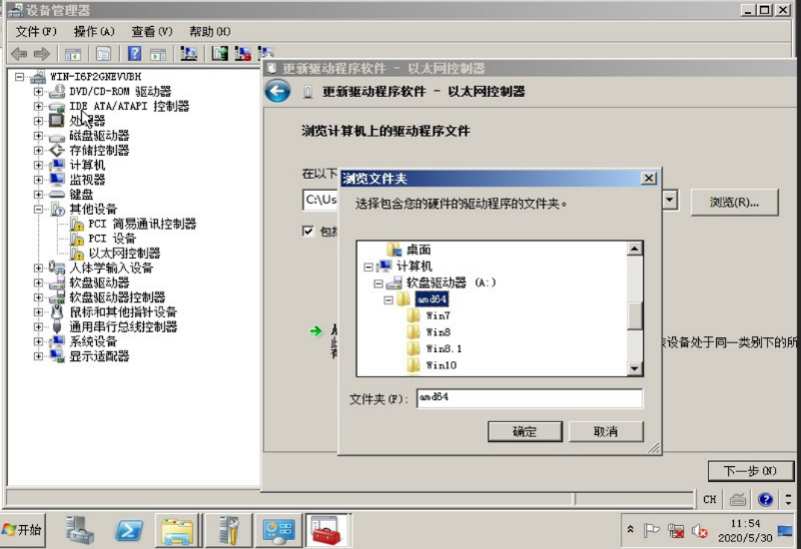 设备管理器
文件(F) 操作(A) 查看(V) 帮助(H)
WIN-I6F2GNEVUBH
DVD/CD-ROM 驱动器
IDE ATA/ATAPI 控制器
处理器
磁盘驱动器
存储控制器
计算机
监视器
键盘
其他设备
PCI 简易通讯控制器
PCI 设备
以太网控制器
人体学输入设备
软盘驱动器
软盘驱动器控制器
鼠标和其他指针设备
通用串行总线控制器
系统设备
显示适配器
更新驱动程序软件 - 以太网控制器
更新驱动程序软件 - 以太网控制器
浏览计算机上的驱动程序文件
在以下
C:\Us
浏览(R)...
包括
设备处于同一类别下的所
浏览文件夹
选择包含您的硬件的驱动程序的文件夹。
桌面
计算机
软盘驱动器 (A:)
amd64
Win7
Win8
Win8.1
Win10
文件夹(F): amd64
确定 取消
下一步(N)
CH
开始
11:54
2020/5/30